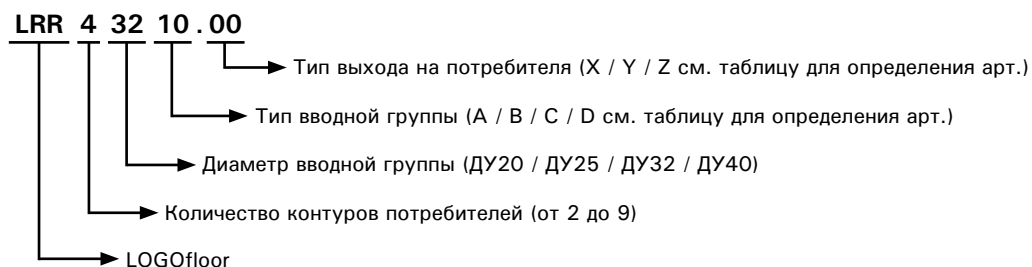 LRR 4 32 10 . 00
Тип выхода на потребителя (X / Y / Z см. таблицу для определения арт.)
Тип вводной группы (A / B / C / D см. таблицу для определения арт.)
Диаметр вводной группы (ДУ20 / ДУ25 / ДУ32 / ДУ40)
Количество контуров потребителей (от 2 до 9)
LOGOfloor